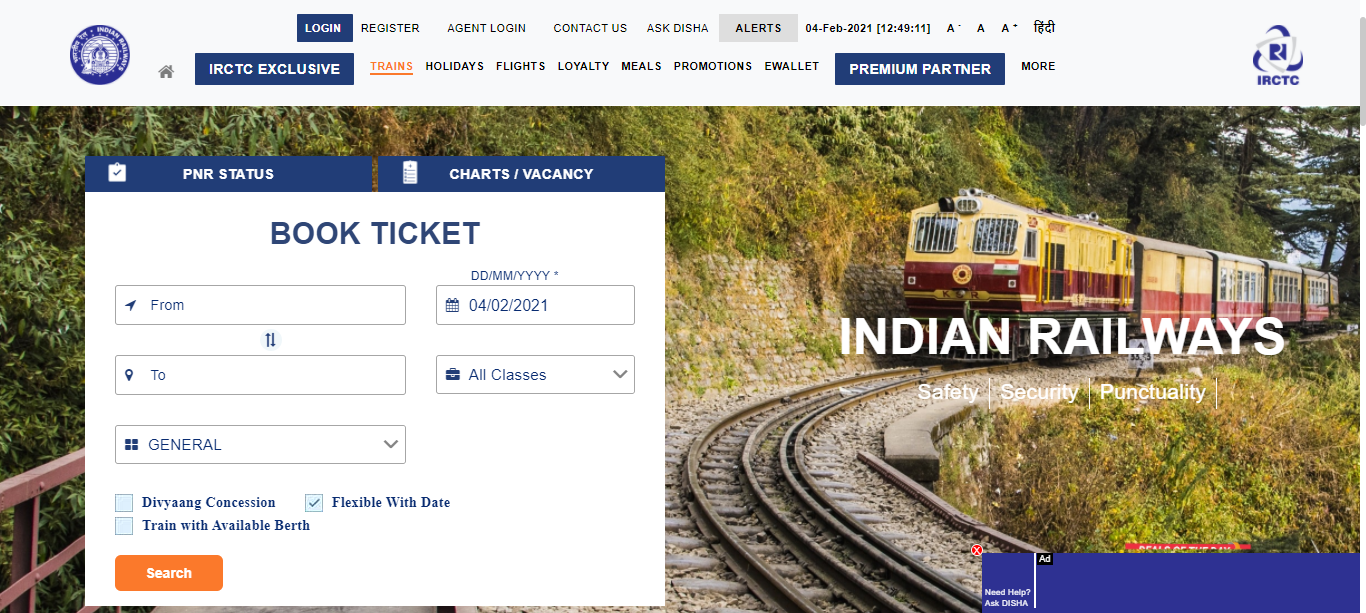 LOGIN REGISTER AGENT LOGIN CONTACT US ASK DISHA ALERTS 04-Feb-2021 [12:49:11] A - A A + हिंदी
INDIAN RAILWAYS
भारतीय रेल
IRCTC EXCLUSIVE TRAINS HOLIDAYS FLIGHTS LOYALTY MEALS PROMOTIONS EWALLET PREMIUM PARTNER MORE
IRCTC
PNR STATUS CHARTS / VACANCY
BOOK TICKET
DD/MM/YYYY *
From 04/02/2021
To All Classes
GENERAL
Divyaang Concession Flexible With Date
Train with Available Berth
Search
INDIAN RAILWAYS
Safety Security Punctuality
Ad
Need Help?
Ask DISHA